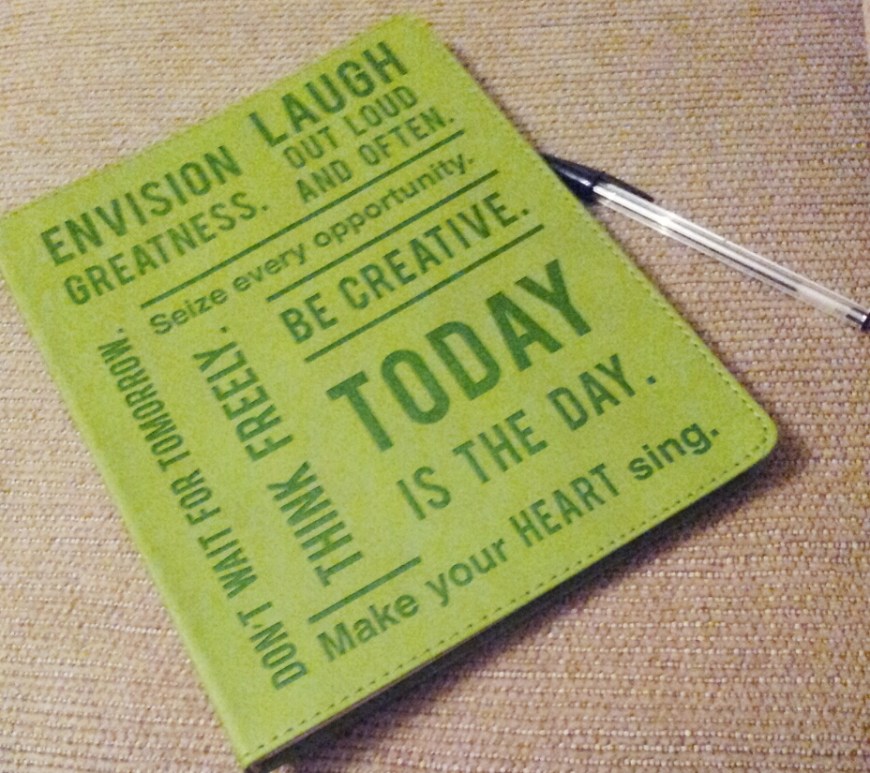 ENVISION
GREATNESS.
LAUGH
OUT LOUD
AND OFTEN.
Seize every opportunity.
BE CREATIVE.
DON'T WAIT FOR TOMORROW.
THINK FREELY.
TODAY
IS THE DAY.
Make your HEART sing.